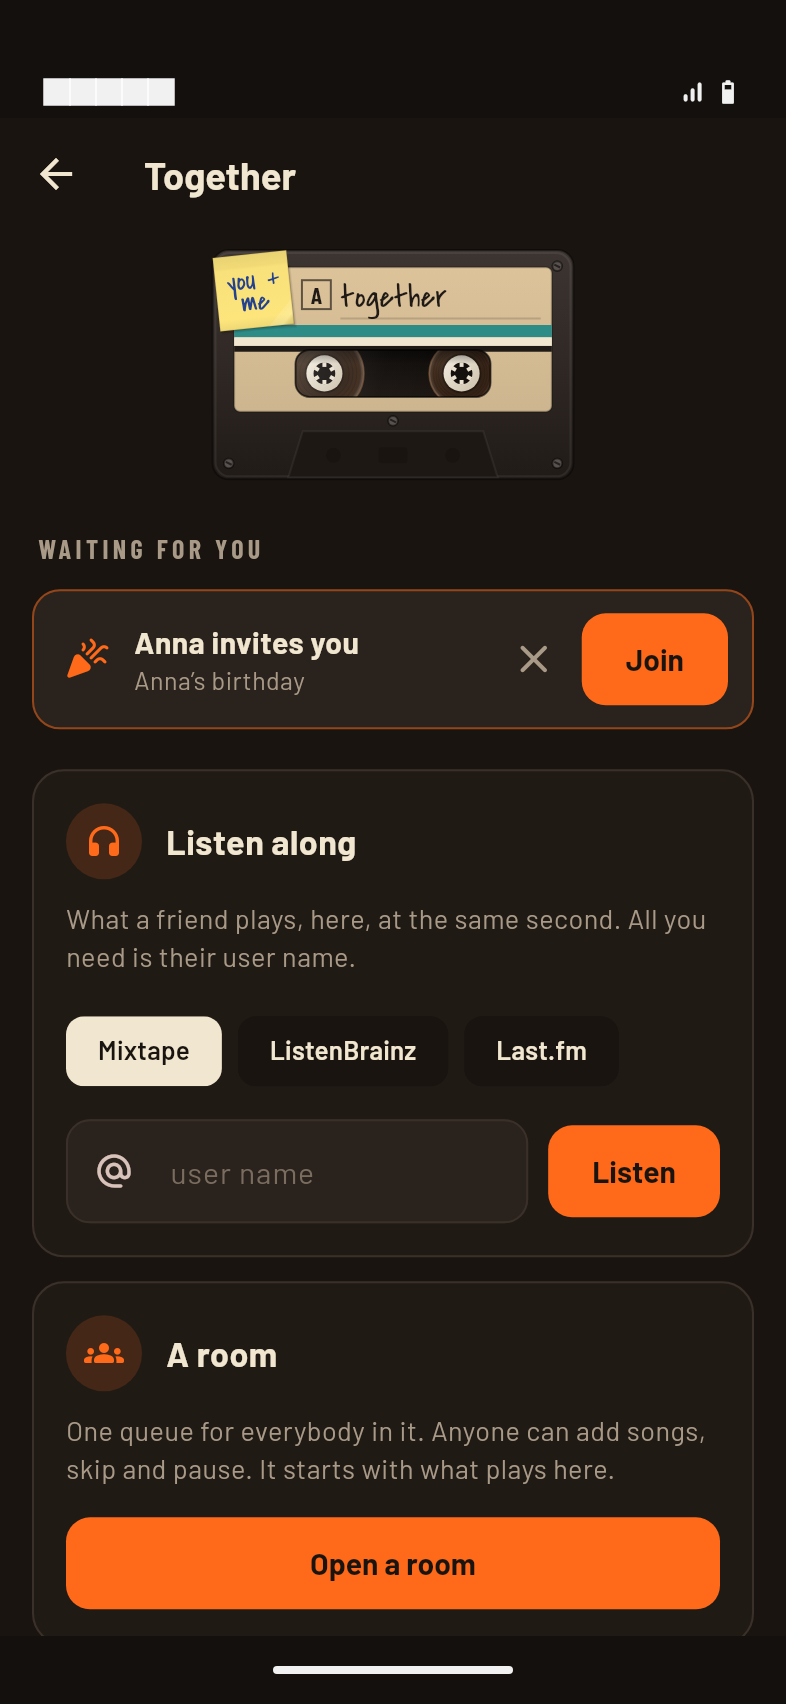 Together
you +
me
A
together
WAITING FOR YOU
Anna invites you
Anna’s birthday
Join
Listen along
What a friend plays, here, at the same second. All you
need is their user name.
Mixtape
ListenBrainz
Last.fm
user name
Listen
A room
One queue for everybody in it. Anyone can add songs,
skip and pause. It starts with what plays here.
Open a room